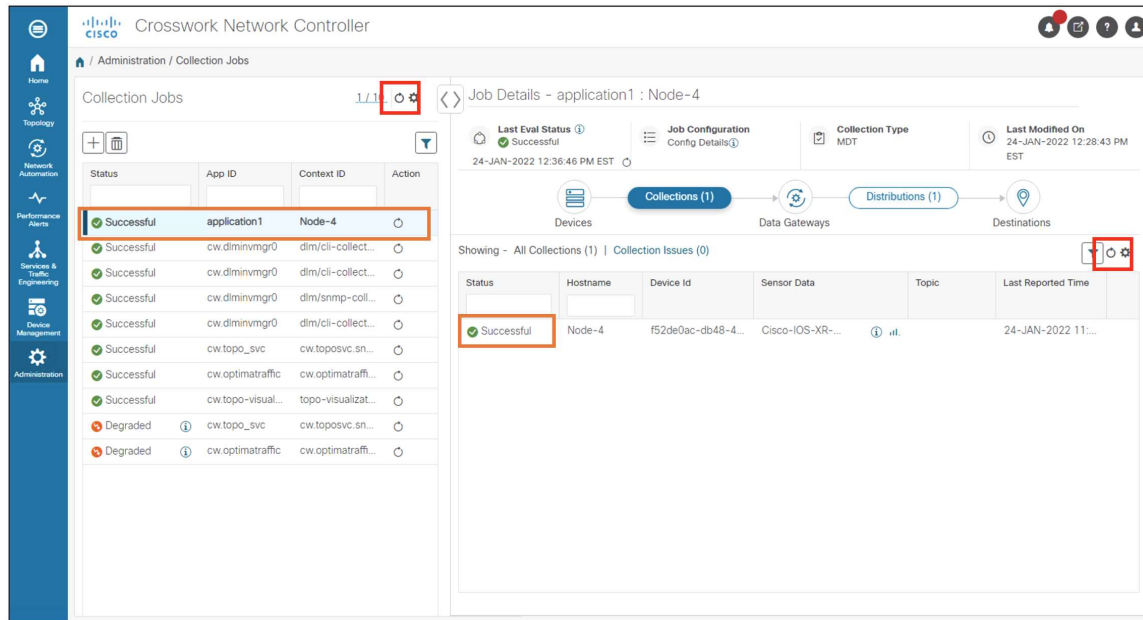 CISCO Crosswork Network Controller
Home
Topology
Network
Automation
Performance
Alerts
Services &
Traffic
Engineering
Device
Management
Administration
/ Administration / Collection Jobs
Collection Jobs
Status App ID Context ID Action
Successful application1 Node-4
Successful cw.dlminvmgr0 dlm/cli-collect...
Successful cw.dlminvmgr0 dlm/cli-collect...
Successful cw.dlminvmgr0 dlm/snmp-coll...
Successful cw.dlminvmgr0 dlm/cli-collect...
Successful cw.topo_svc cw.toposvc.sn...
Successful cw.optimatraffic cw.optimatraffi...
Successful cw.topo-visual... topo-visualizat...
Degraded cw.topo_svc cw.toposvc.sn...
Degraded cw.optimatraffic cw.optimatraffi...
Job Details - application1 : Node-4
Last Eval Status
Successful
24-JAN-2022 12:36:46 PM EST
Job Configuration
Config Details
Collection Type
MDT
Last Modified On
24-JAN-2022 12:28:43 PM
EST
Devices
Collections (1)
Data Gateways
Distributions (1)
Destinations
Showing - All Collections (1) | Collection Issues (0)
Status Hostname Device Id Sensor Data Topic Last Reported Time
Successful Node-4 f52de0ac-db48-4... Cisco-IOS-XR-... 24-JAN-2022 11:...